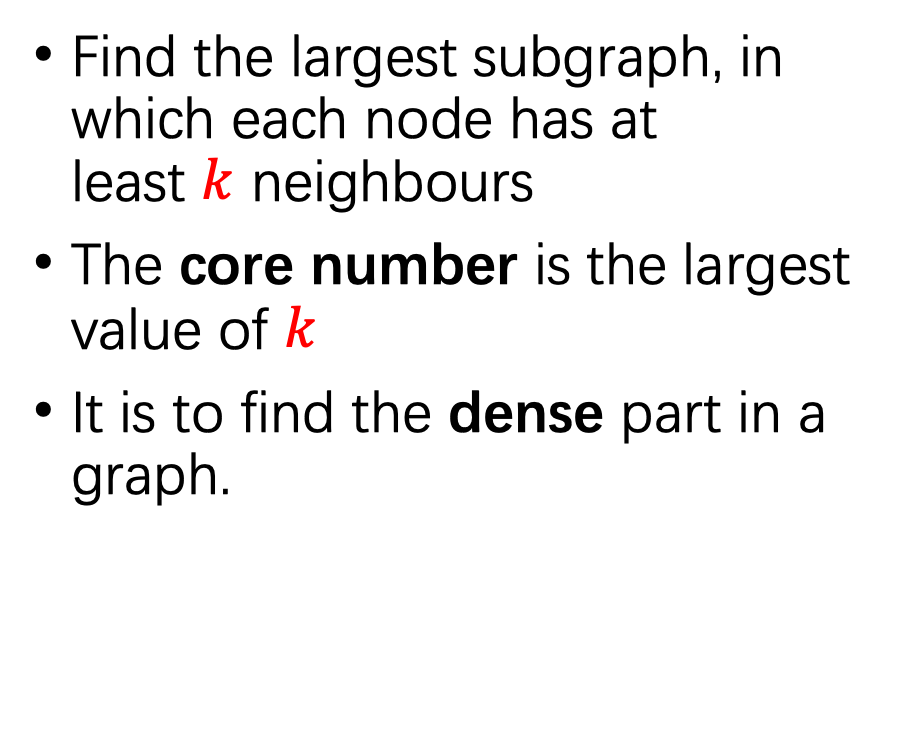 • Find the largest subgraph, in
which each node has at
least k neighbours
• The core number is the largest
value of k
• It is to find the dense part in a
graph.